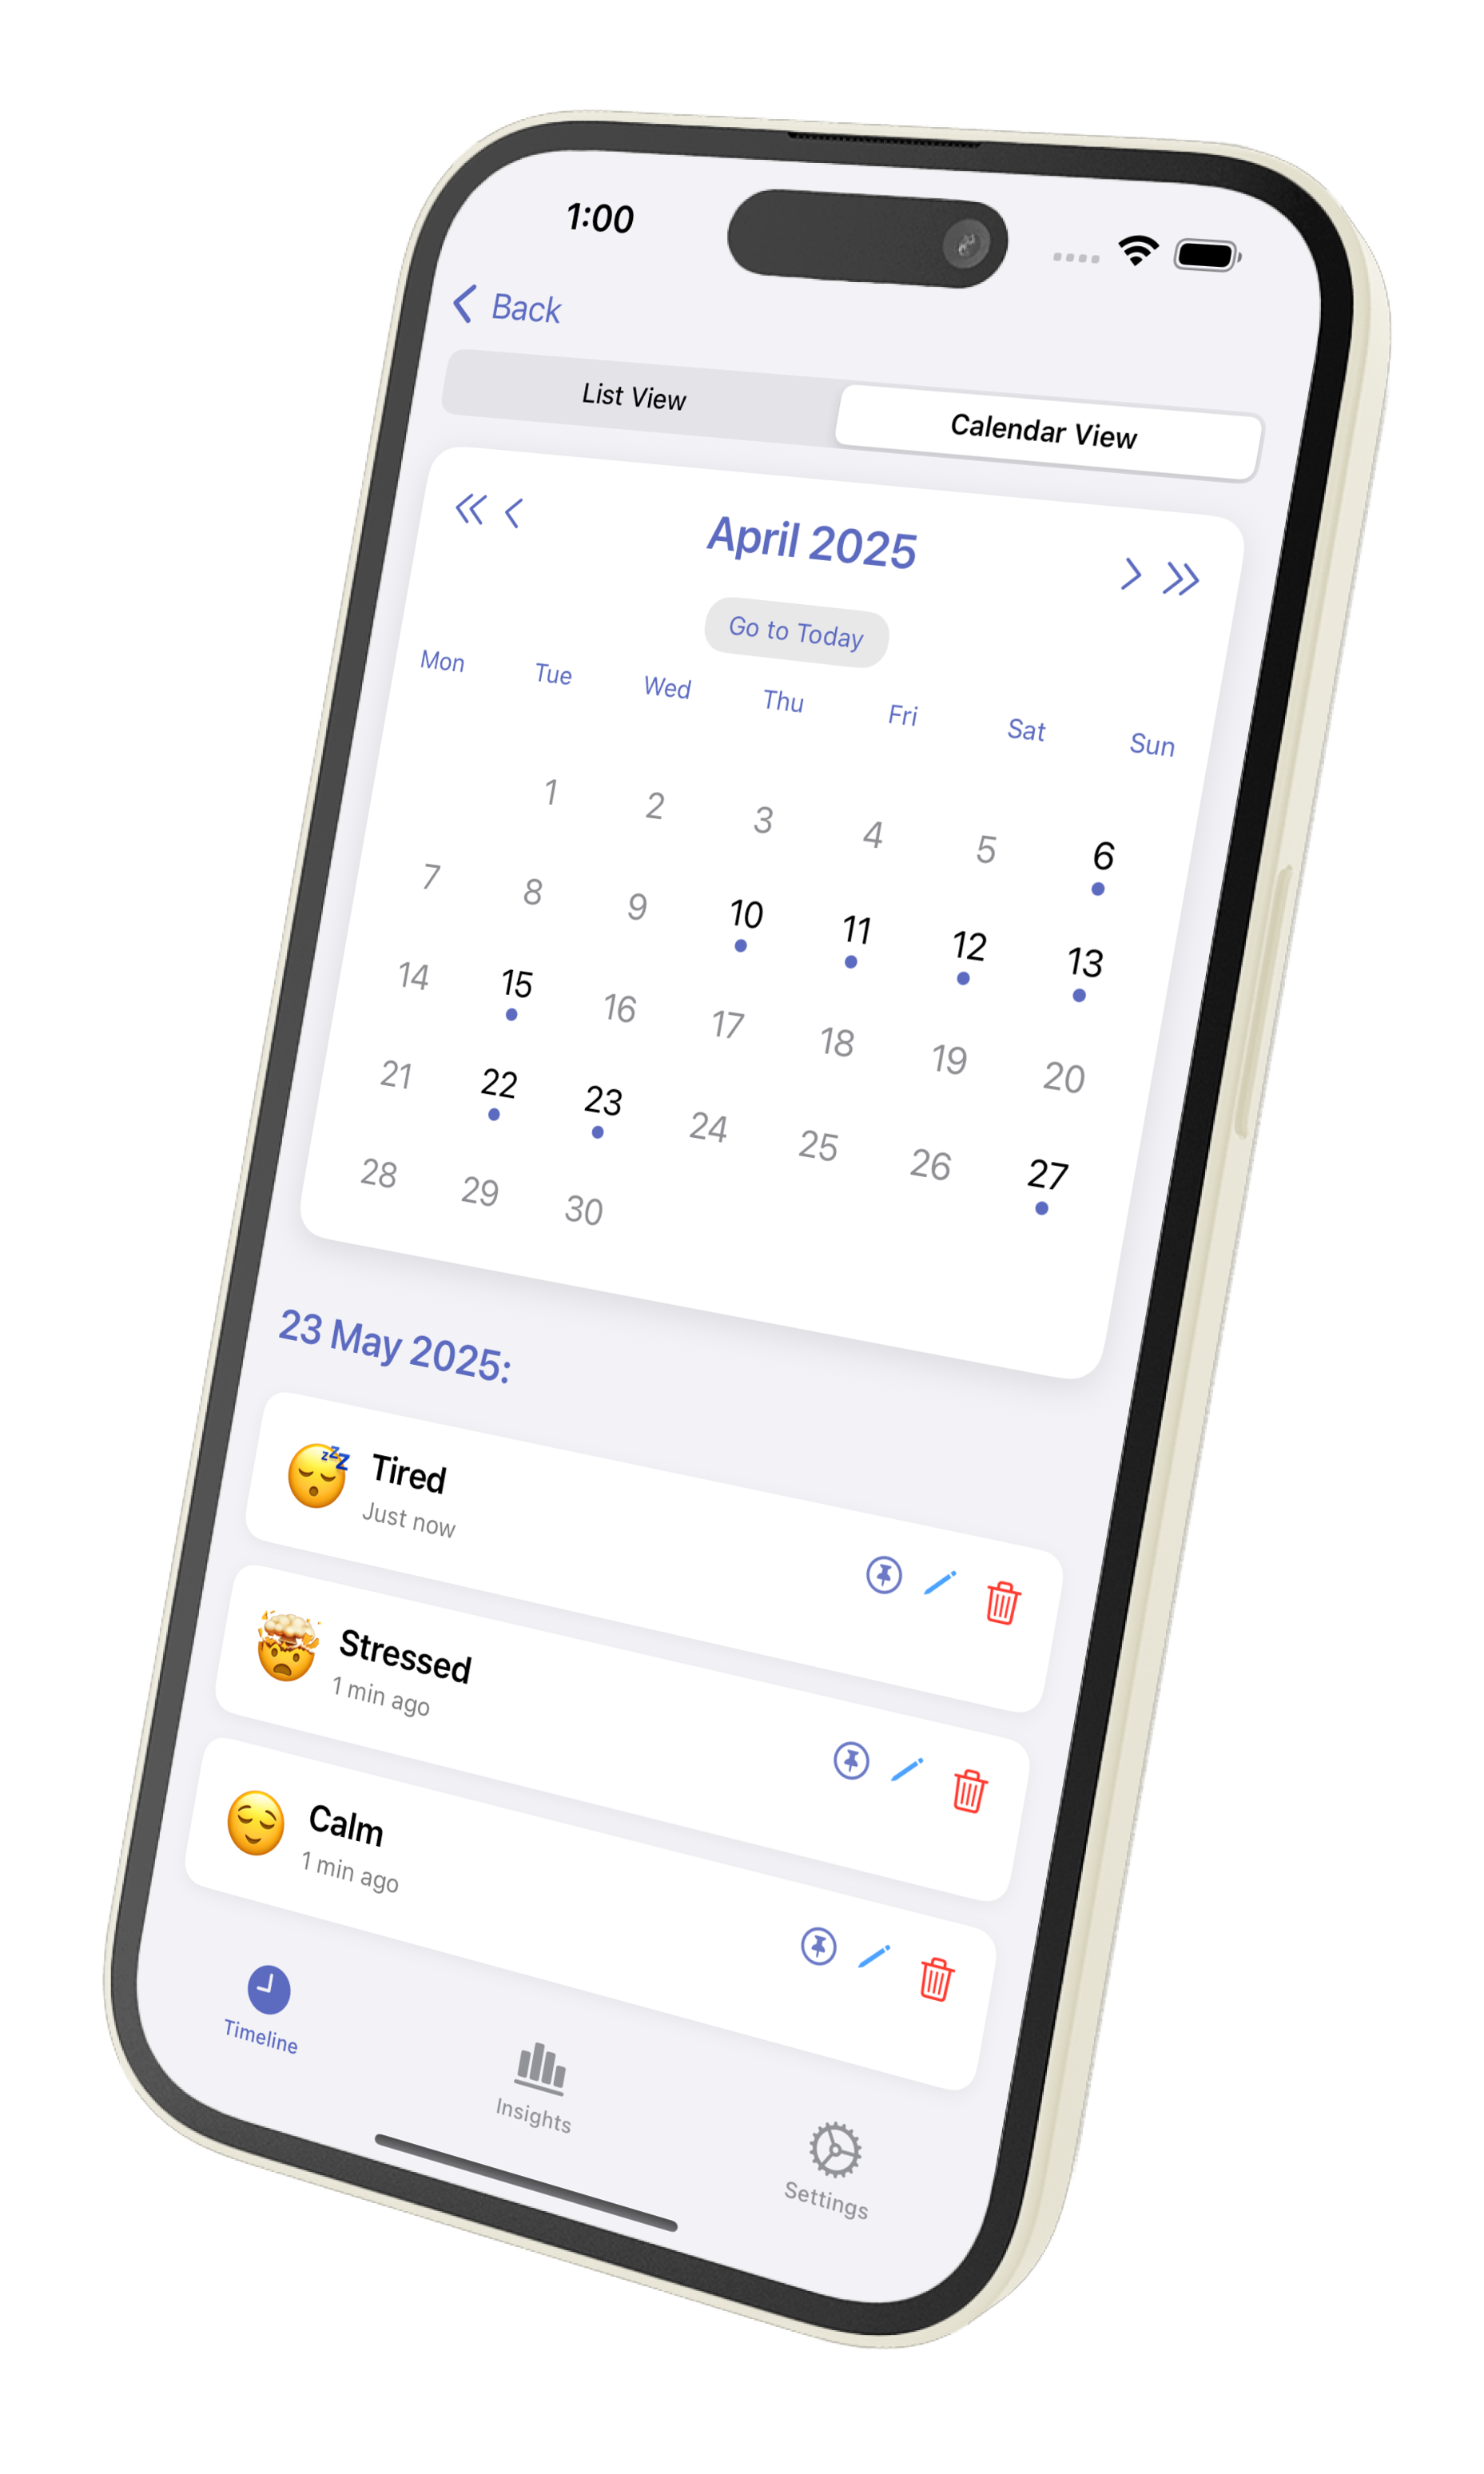 1:00
Back
List View Calendar View
April 2025
Go to Today
Mon Tue Wed Thu Fri Sat Sun
1 2 3 4 5 6
7 8 9 10 11 12 13
14 15 16 17 18 19 20
21 22 23 24 25 26 27
28 29 30
23 May 2025:
Tired
Just now
Stressed
1 min ago
Calm
1 min ago
Timeline Insights Settings